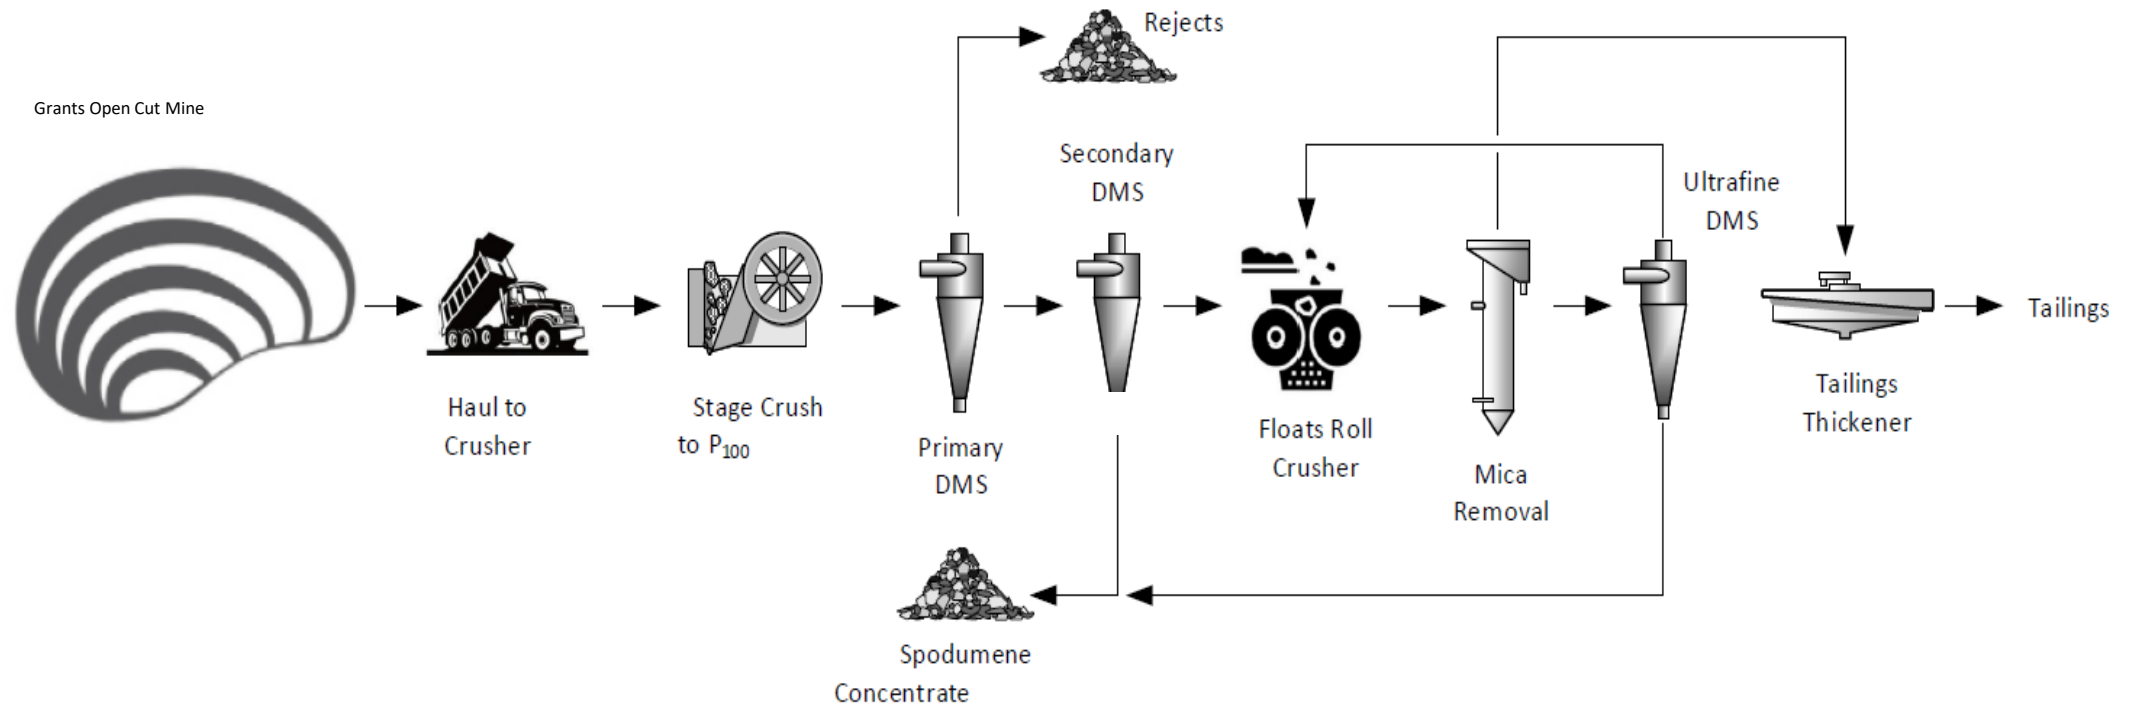 Grants Open Cut Mine
Haul to
Crusher
Stage Crush
to P₁₀₀
Primary
DMS
Rejects
Secondary
DMS
Spodumene
Concentrate
Floats Roll
Crusher
Mica
Removal
Ultrafine
DMS
Tailings
Thickener
Tailings